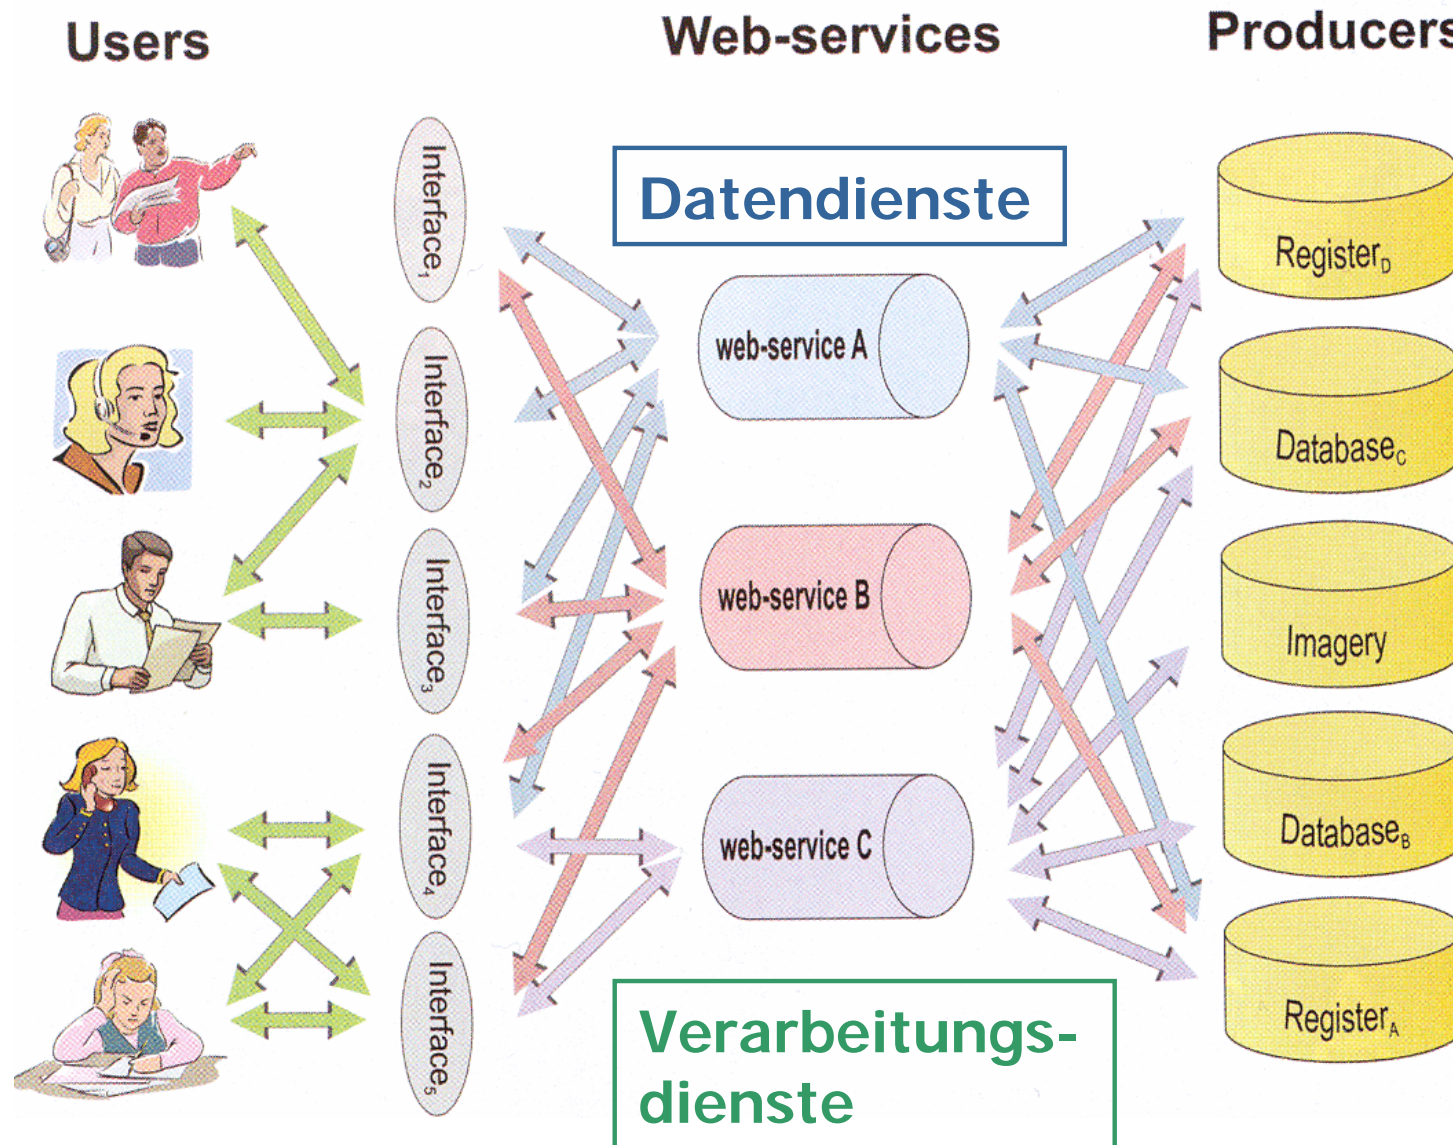 Users
Web-services
Producers
Interface1
Interface2
Interface3
Interface4
Interface5
Datendienste
web-service A
web-service B
web-service C
Verarbeitungs-
dienste
RegisterD
DatabaseC
Imagery
DatabaseB
RegisterA